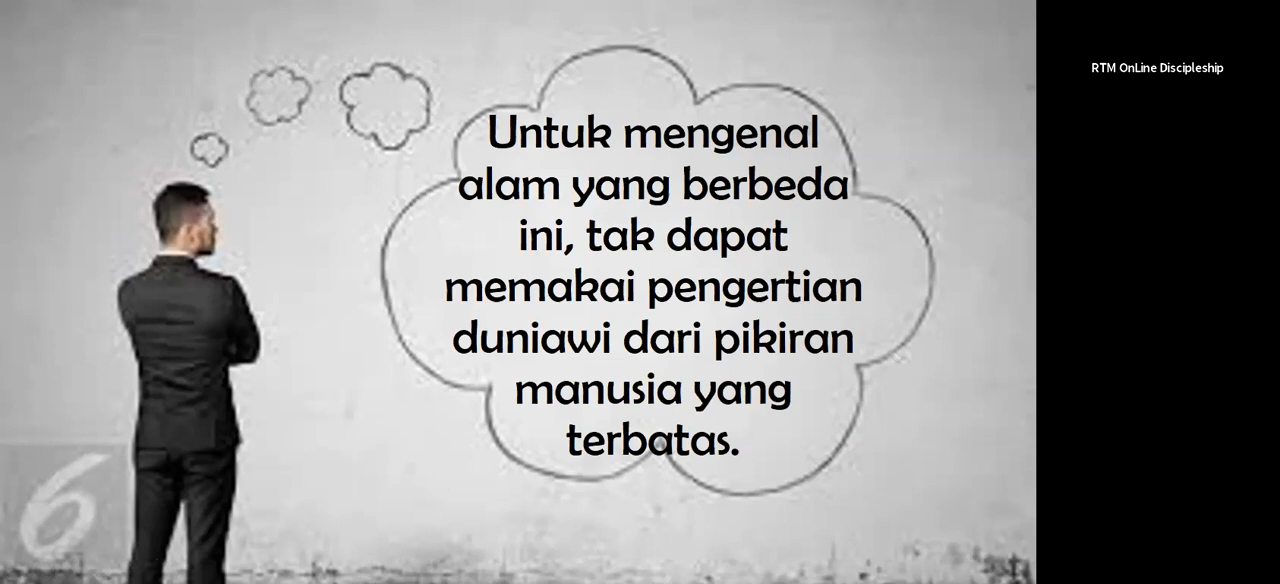 Untuk mengenal
alam yang berbeda
ini, tak dapat
memakai pengertian
duniawi dari pikiran
manusia yang
terbatas.
RTM OnLine Discipleship
6